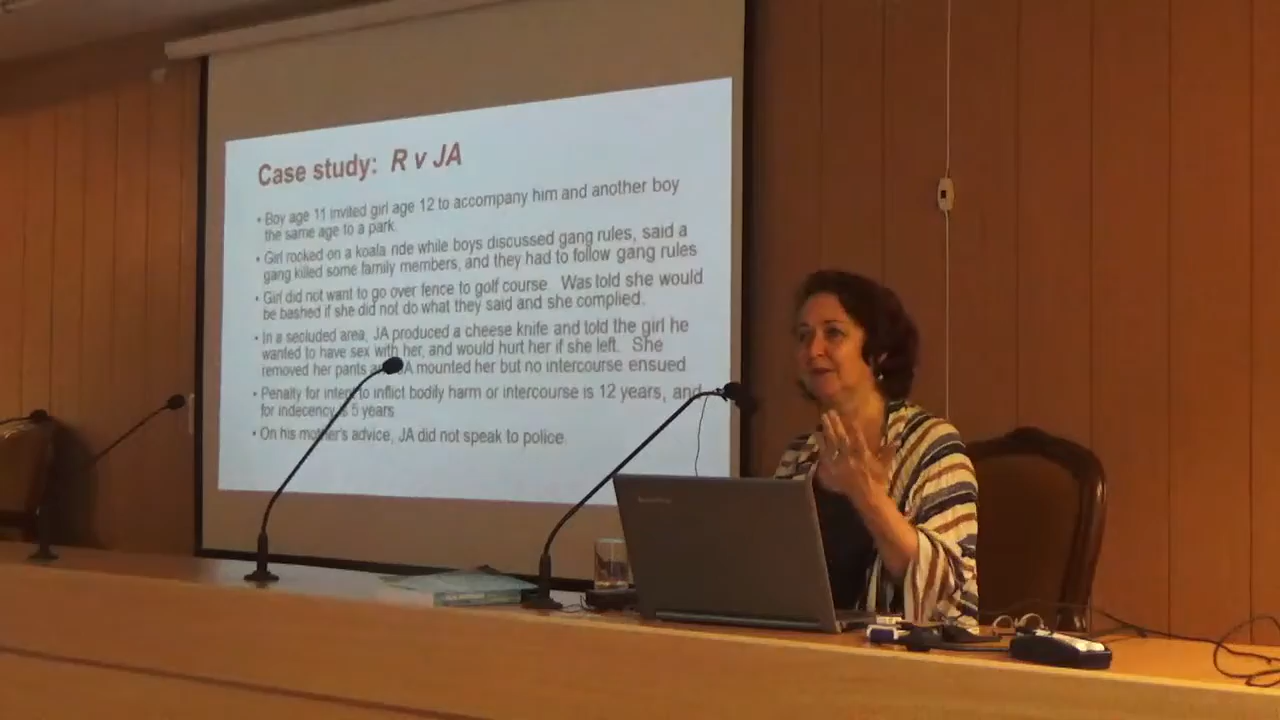 Case study: R v JA
• Boy age 11 invited girl age 12 to accompany him and another boy
the same age to a park.
• Girl rocked on a koala ride while boys discussed gang rules, said a
gang killed some family members, and they had to follow gang rules
• Girl did not want to go over fence to golf course. Was told she would
be bashed if she did not do what they said and she complied.
• In a secluded area, JA produced a cheese knife and told the girl he
wanted to have sex with her, and would hurt her if she left. She
removed her pants JA mounted her but no intercourse ensued
• Penalty for intent to inflict bodily harm or intercourse is 12 years, and
for indecency 5 years
• On his mother's advice, JA did not speak to police.